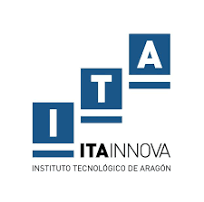 I T A
ITAINNOVA
INSTITUTO TECNOLÓGICO DE ARAGÓN